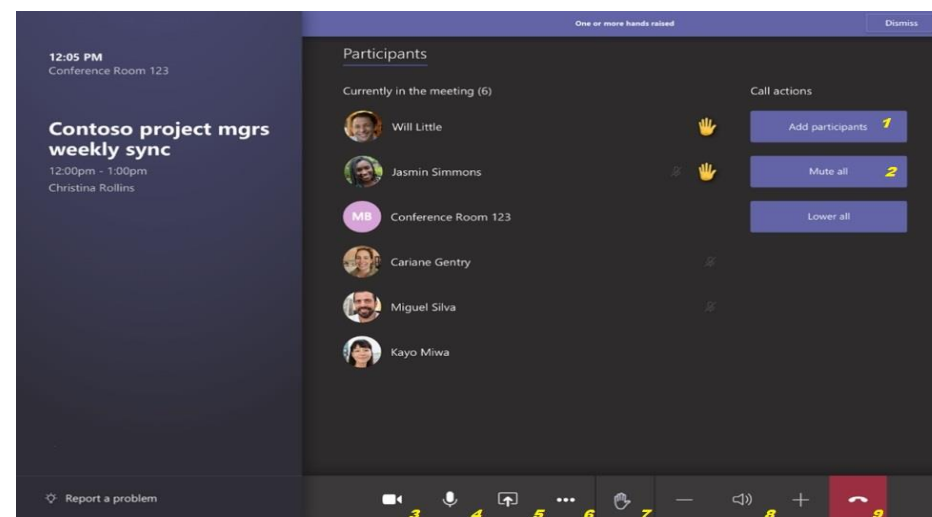 One or more hands raised
Dismiss
12:05 PM
Conference Room 123
Contoso project mgrs
weekly sync
12:00pm - 1:00pm
Christina Rollins
Participants
Currently in the meeting (6)
Will Little
Jasmin Simmons
MB Conference Room 123
Cariane Gentry
Miguel Silva
Kayo Miwa
Call actions
Add participants 1
Mute all 2
Lower all
Report a problem
3 4 5 6 7 8 9